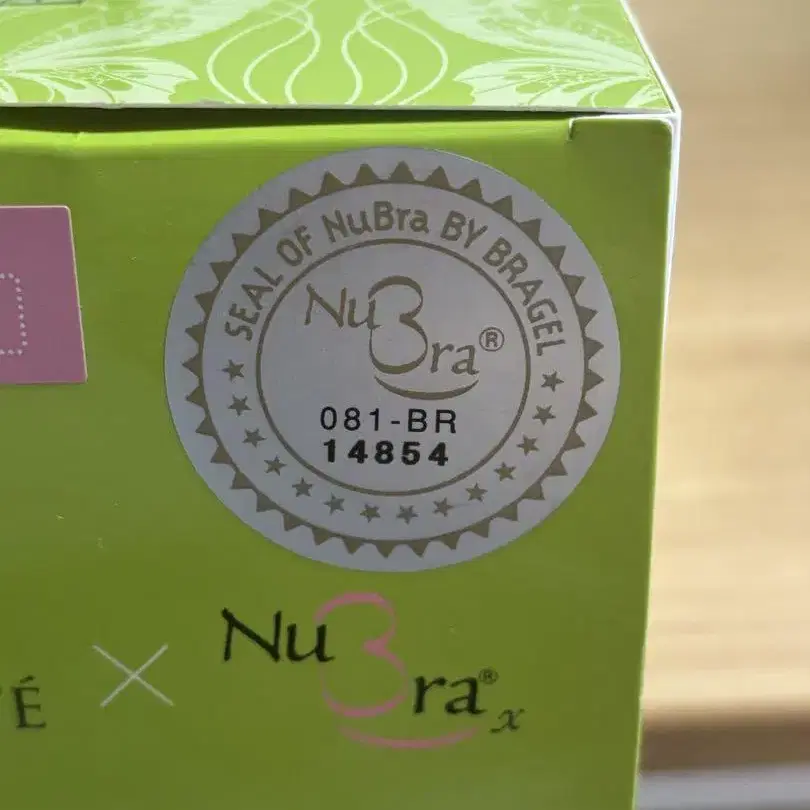 SEAL OF NuBra BY BRAGEL
NuBra®
081-BR
14854
É × NuBra® x